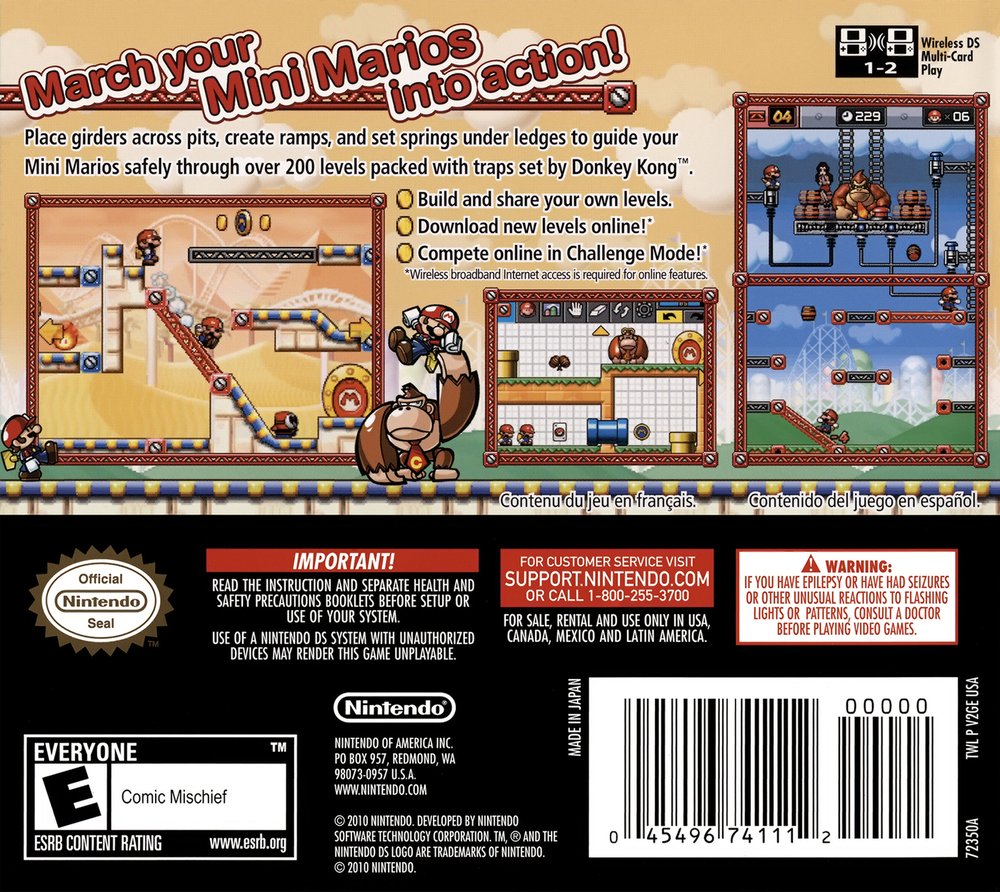 March your
Mini Marios
into action!
Wireless DS
Multi-Card
Play
1-2
Place girders across pits, create ramps, and set springs under ledges to guide your
Mini Marios safely through over 200 levels packed with traps set by Donkey Kong™.
Build and share your own levels.
Download new levels online!*
Compete online in Challenge Mode!*
*Wireless broadband Internet access is required for online features.
04
229
× 06
M
M
Contenu du jeu en français.
Contenido del juego en español.
Official
Nintendo
Seal
TM
IMPORTANT!
READ THE INSTRUCTION AND SEPARATE HEALTH AND
SAFETY PRECAUTIONS BOOKLETS BEFORE SETUP OR
USE OF YOUR SYSTEM.
USE OF A NINTENDO DS SYSTEM WITH UNAUTHORIZED
DEVICES MAY RENDER THIS GAME UNPLAYABLE.
FOR CUSTOMER SERVICE VISIT
SUPPORT.NINTENDO.COM
OR CALL 1-800-255-3700
FOR SALE, RENTAL AND USE ONLY IN USA,
CANADA, MEXICO AND LATIN AMERICA.
WARNING:
IF YOU HAVE EPILEPSY OR HAVE HAD SEIZURES
OR OTHER UNUSUAL REACTIONS TO FLASHING
LIGHTS OR PATTERNS, CONSULT A DOCTOR
BEFORE PLAYING VIDEO GAMES.
EVERYONE
TM
E
Comic Mischief
ESRB CONTENT RATING www.esrb.org
Nintendo®
NINTENDO OF AMERICA INC.
PO BOX 957, REDMOND, WA
98073-0957 U.S.A.
WWW.NINTENDO.COM
© 2010 NINTENDO. DEVELOPED BY NINTENDO
SOFTWARE TECHNOLOGY CORPORATION. TM, ® AND THE
NINTENDO DS LOGO ARE TRADEMARKS OF NINTENDO.
© 2010 NINTENDO.
MADE IN JAPAN
00000
0 45496 74111 2
TWL P V2GE USA
72350A